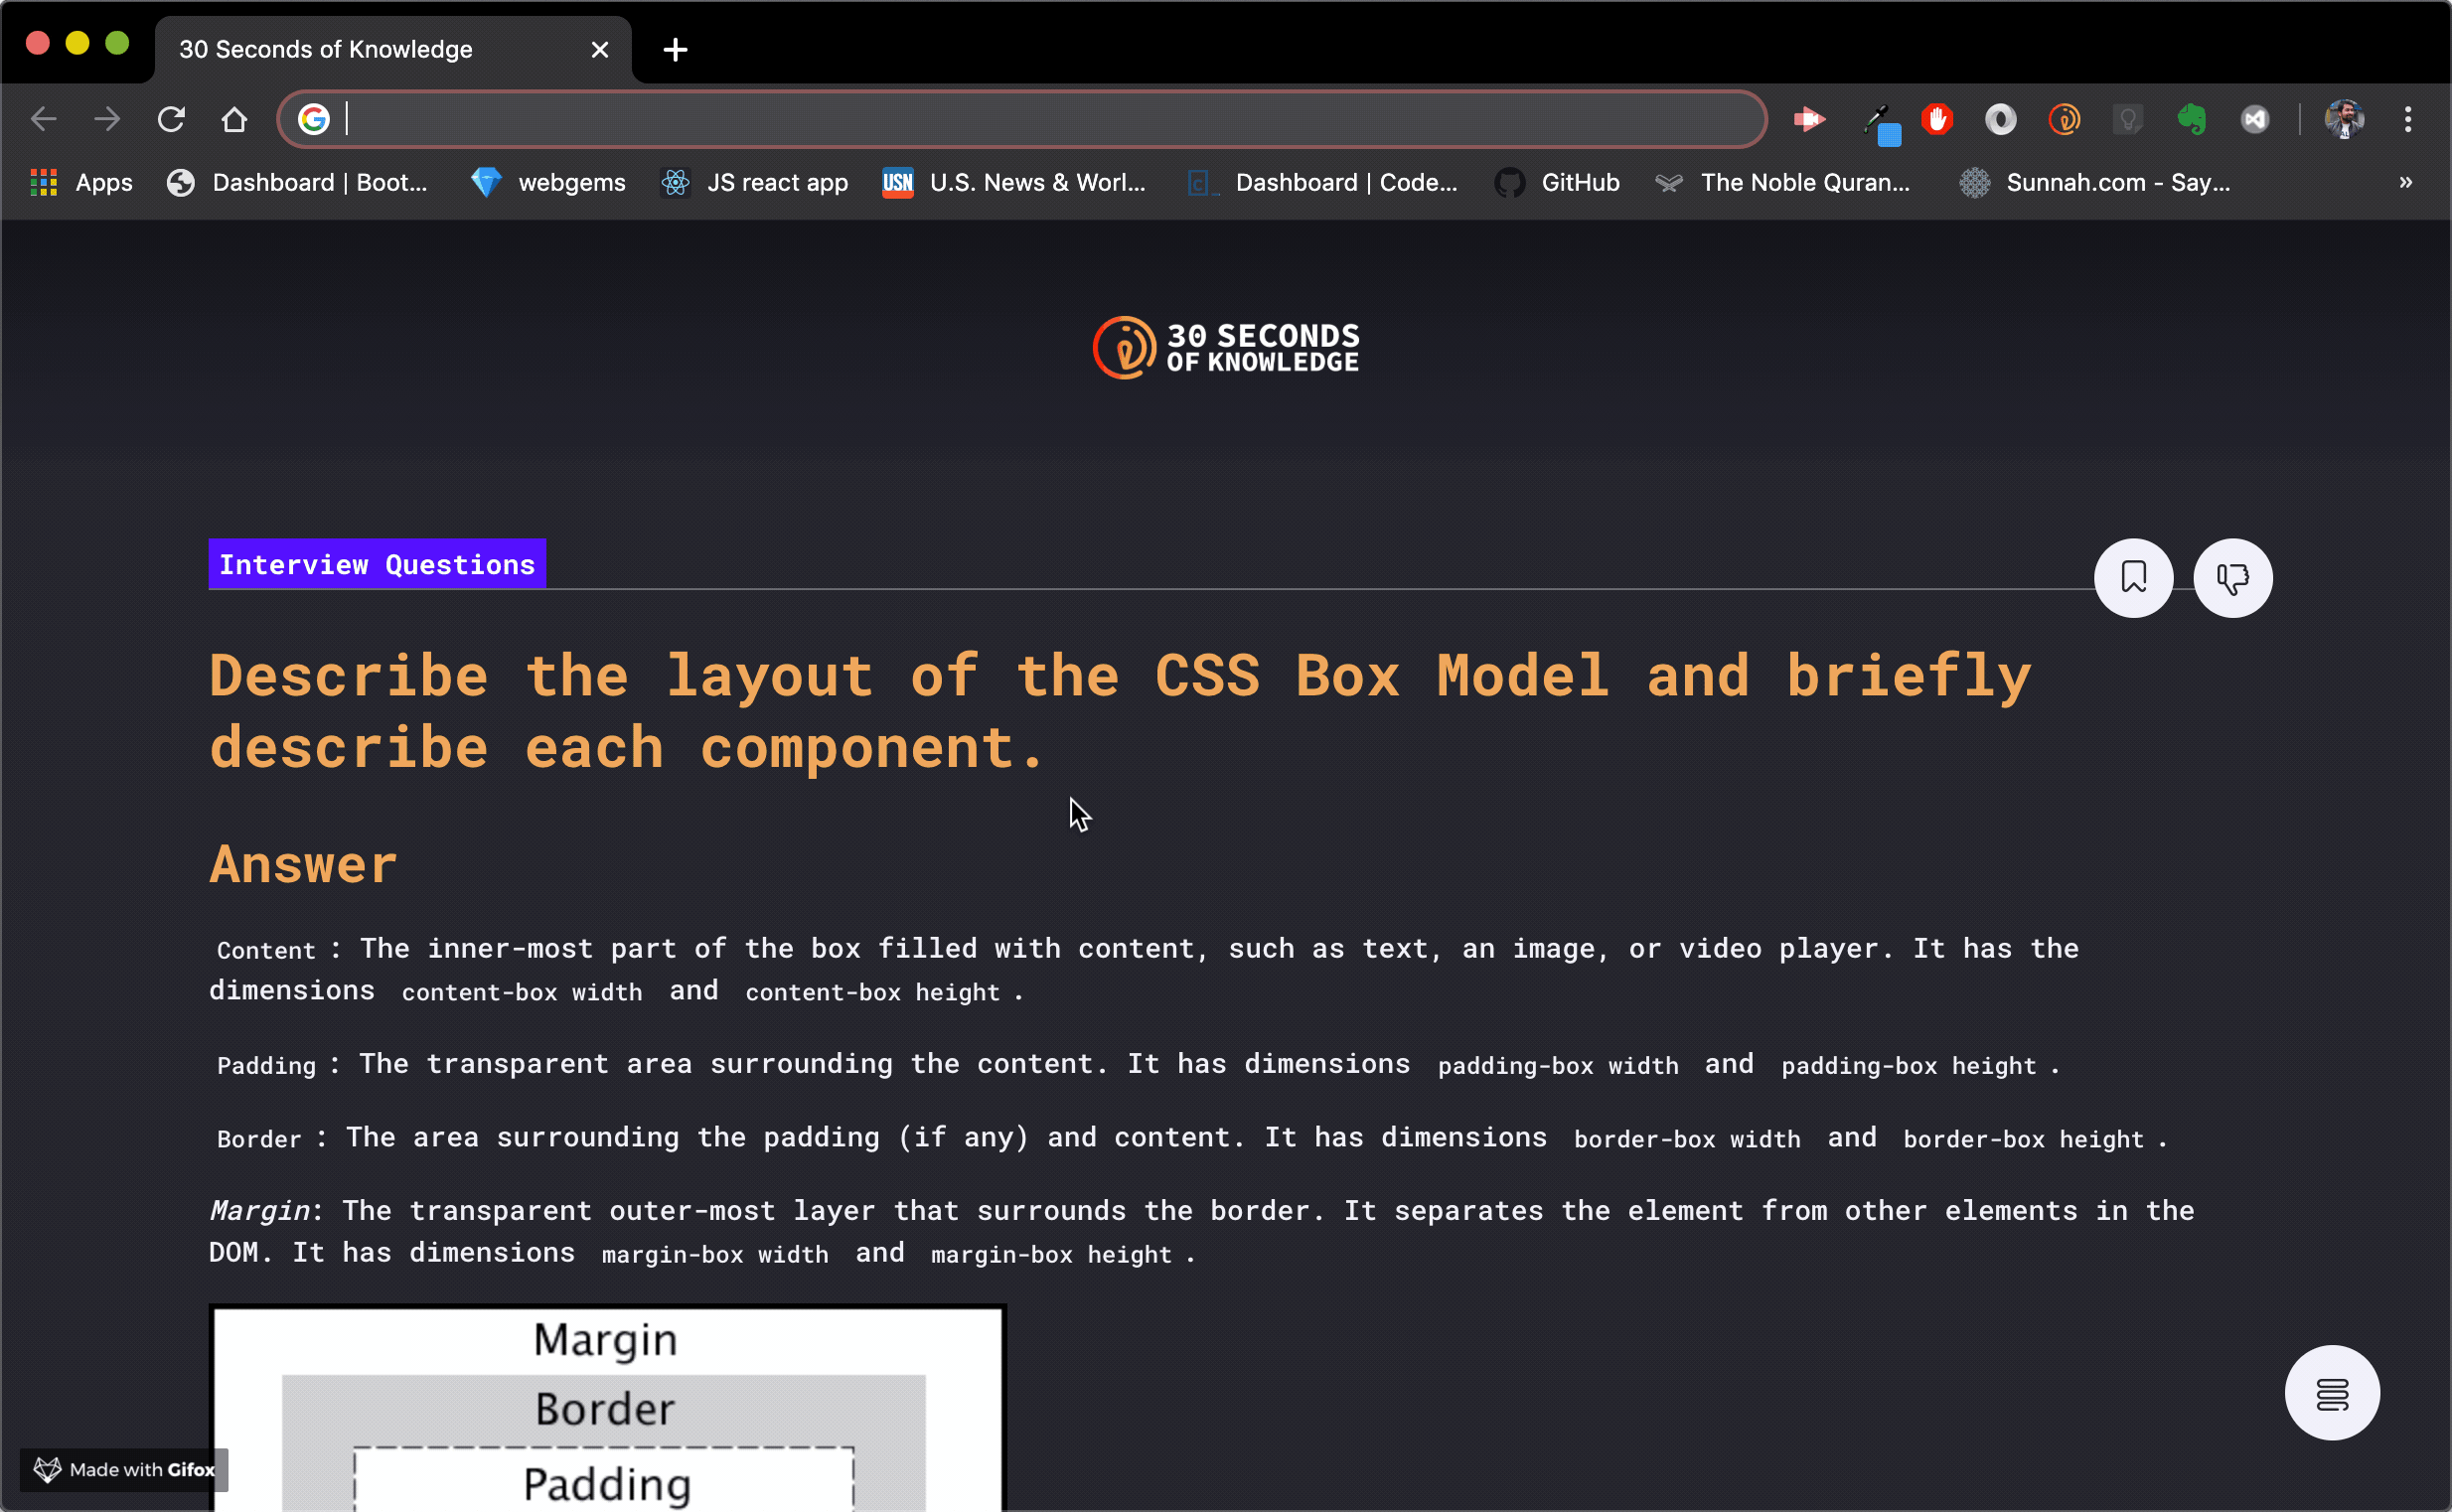 30 Seconds of Knowledge
Apps
Dashboard | Boot...
webgems
JS react app
USN
U.S. News & Worl...
Dashboard | Code...
GitHub
The Noble Quran...
Sunnah.com - Say...
»
30 SECONDS
OF KNOWLEDGE
Interview Questions
Describe the layout of the CSS Box Model and briefly
describe each component.
Answer
Content : The inner-most part of the box filled with content, such as text, an image, or video player. It has the
dimensions content-box width and content-box height .
Padding : The transparent area surrounding the content. It has dimensions padding-box width and padding-box height .
Border : The area surrounding the padding (if any) and content. It has dimensions border-box width and border-box height .
Margin: The transparent outer-most layer that surrounds the border. It separates the element from other elements in the
DOM. It has dimensions margin-box width and margin-box height .
Margin
Border
Padding
Made with Gifox